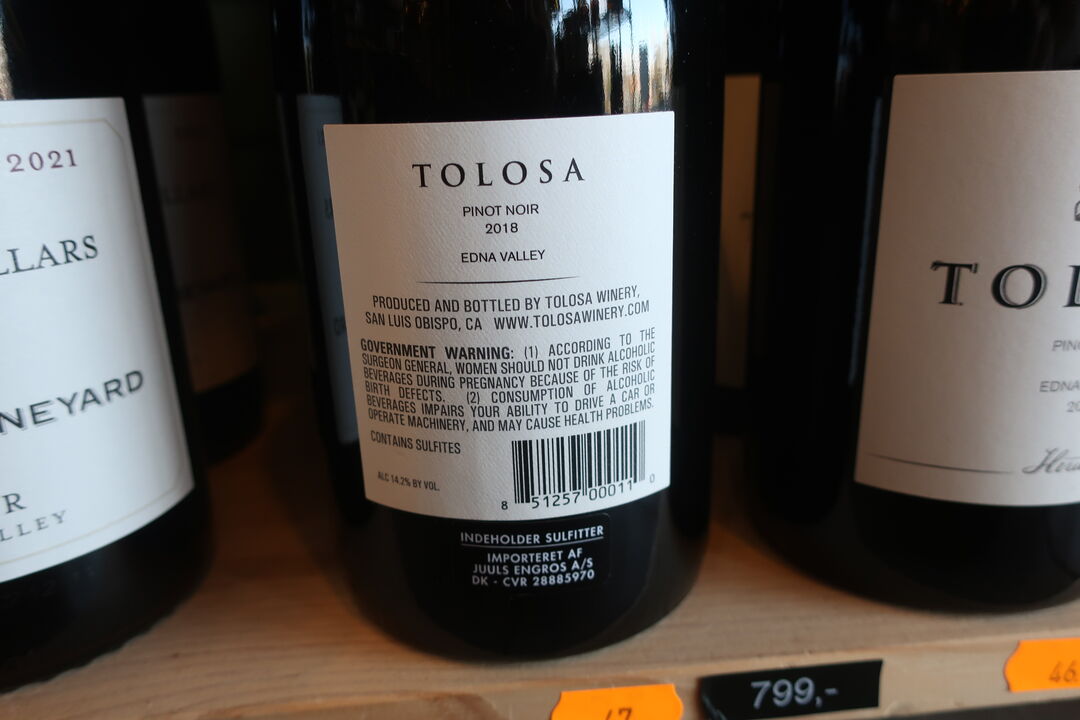 2021
NEYARD
TOLOSA
PINOT NOIR
2018
EDNA VALLEY
PRODUCED AND BOTTLED BY TOLOSA WINERY,
SAN LUIS OBISPO, CA WWW.TOLOSAWINERY.COM
GOVERNMENT WARNING: (1) ACCORDING TO THE
SURGEON GENERAL, WOMEN SHOULD NOT DRINK ALCOHOLIC
BEVERAGES DURING PREGNANCY BECAUSE OF THE RISK OF
BIRTH DEFECTS. (2) CONSUMPTION OF ALCOHOLIC
BEVERAGES IMPAIRS YOUR ABILITY TO DRIVE A CAR OR
OPERATE MACHINERY, AND MAY CAUSE HEALTH PROBLEMS.
CONTAINS SULFITES
ALC 14.2% BY VOL.
8 51257 00011 0
INDEHOLDER SULFITTER
IMPORTERET AF
JUULS ENGROS A/S
DK - CVR 28885970
TOL
EDNA
799,-